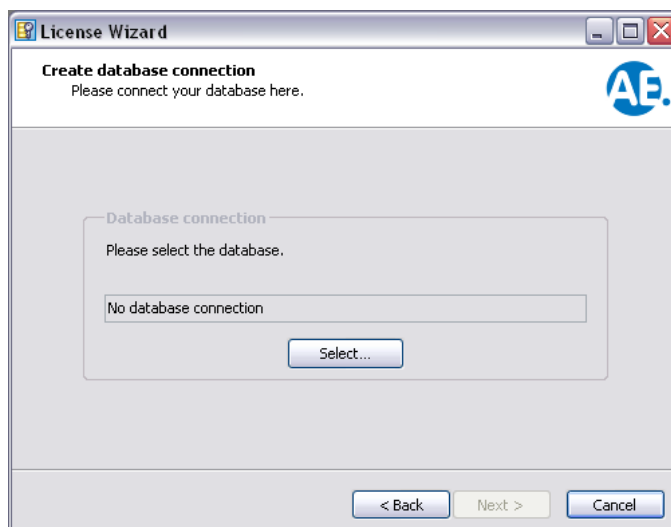 License Wizard
Create database connection
Please connect your database here.
AE.
Database connection
Please select the database.
No database connection
Select...
< Back
Next >
Cancel